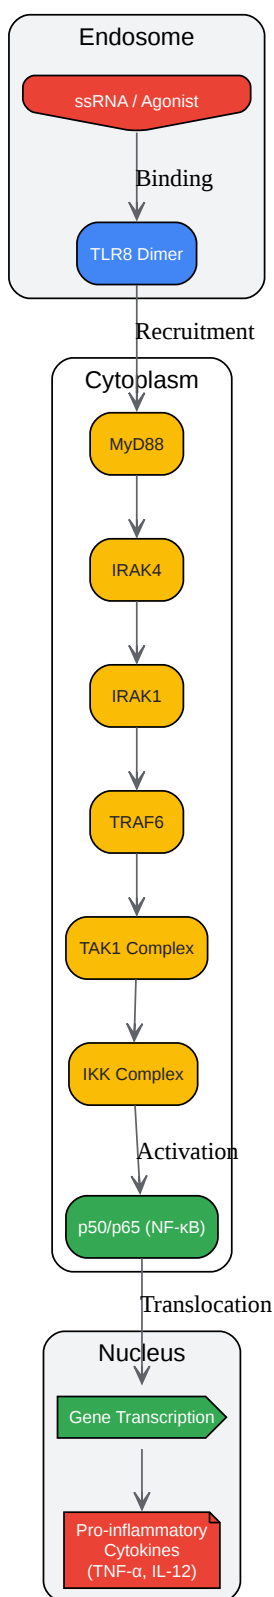 Endosome
ssRNA / Agonist
Binding
TLR8 Dimer
Recruitment
Cytoplasm
MyD88
IRAK4
IRAK1
TRAF6
TAK1 Complex
IKK Complex
Activation
p50/p65 (NF-κB)
Translocation
Nucleus
Gene Transcription
Pro-inflammatory
Cytokines
(TNF-α, IL-12)